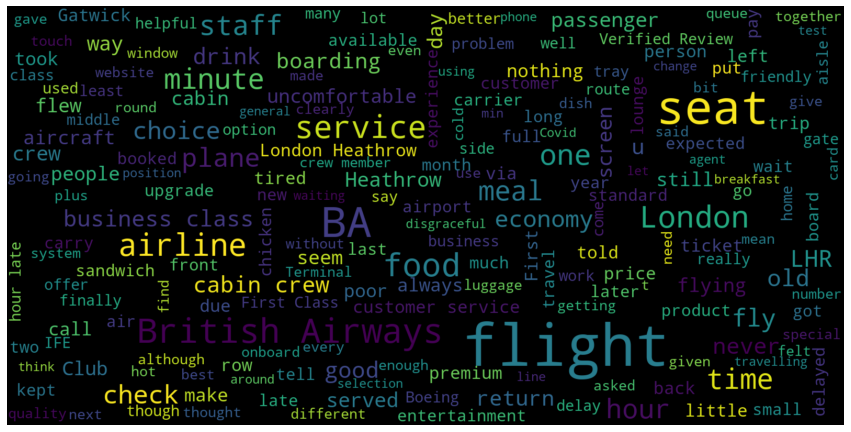 gave Gatwick helpful staff many lot day better phone passenger queue together
took way drink available even problem well Verified Review pay test
touch window boarding experience person left aisle
class website minute made nothing tray put friendly
used least cabin uncomfortable customer using route change
flew round general clearly carrier dish bit give
middle choice option service cold min long screen lounge seat trip
aircraft London Heathrow side full Covid u expected said gate
crew booked plane crew member one agent card
going people position tired Heathrow month use via year still wait let breakfast
plus upgrade new waiting say meal standard go home
business class BA airport disgraceful economy come London board
carry chicken without last business First told need ticket mean
system airline seem Terminal food much travel work really LHR
hour late sandwich front cabin crew poor always luggage price later t flying old number
offer find due First Class customer service getting product got
finally call air British Airways flight fly special
two IFE onboard every never felt
think Club although row good enough premium given travelling
hot best around tell selection line asked back time delayed
kept check make served Boeing return hour little small
quality next though thought late different delay entertainment